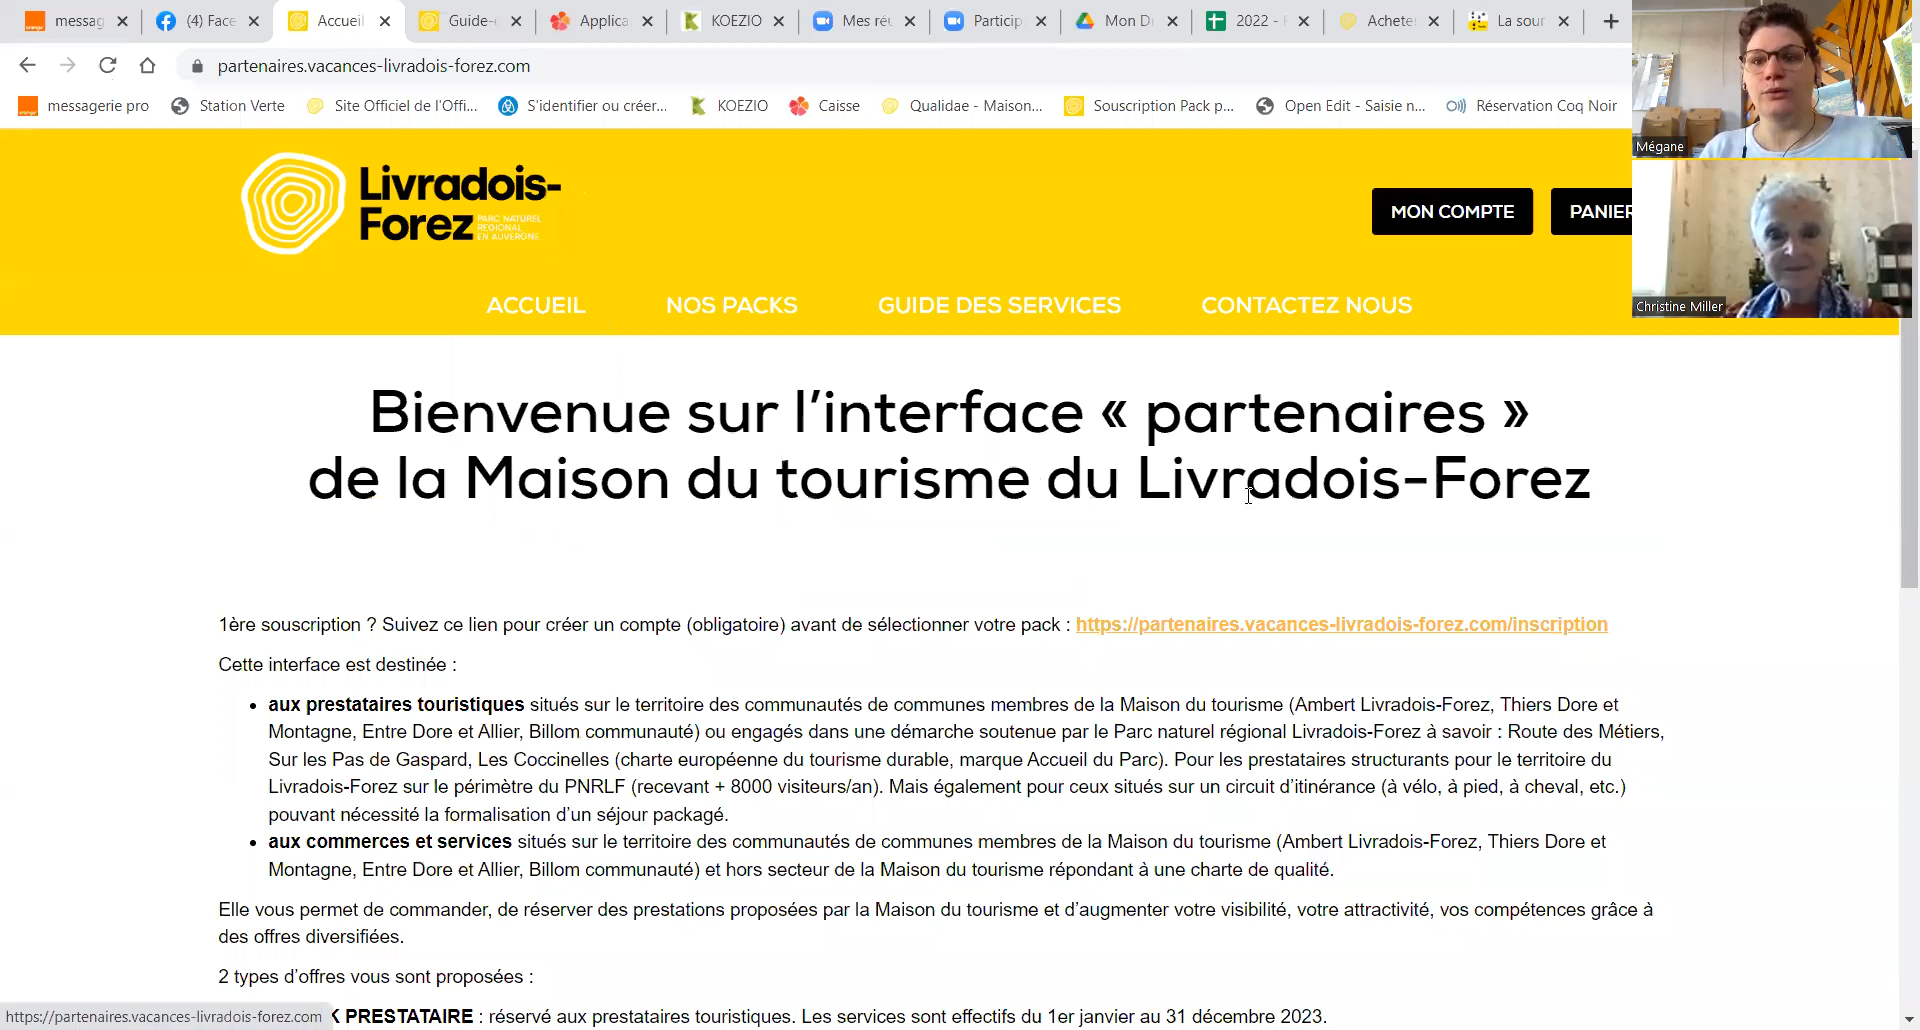 messag
(4) Face
Accueil
Guide-
Applica
KOEZIO
Mes réu
Particip
Mon D
2022 -
Achete
La sour
partenaires.vacances-livradois-forez.com
messagerie pro
Station Verte
Site Officiel de l'Offi...
S'identifier ou créer...
KOEZIO
Caisse
Qualidae - Maison...
Souscription Pack p...
Open Edit - Saisie n...
Réservation Coq Noir
Mégane
Christine Miller
Livradois-
Forez
PARC NATUREL
RÉGIONAL
EN AUVERGNE
MON COMPTE
PANIER
ACCUEIL
NOS PACKS
GUIDE DES SERVICES
CONTACTEZ NOUS
Bienvenue sur l’interface « partenaires »
de la Maison du tourisme du Livradois-Forez
1ère souscription ? Suivez ce lien pour créer un compte (obligatoire) avant de sélectionner votre pack : https://partenaires.vacances-livradois-forez.com/inscription
Cette interface est destinée :
• aux prestataires touristiques situés sur le territoire des communautés de communes membres de la Maison du tourisme (Ambert Livradois-Forez, Thiers Dore et
Montagne, Entre Dore et Allier, Billom communauté) ou engagés dans une démarche soutenue par le Parc naturel régional Livradois-Forez à savoir : Route des Métiers,
Sur les Pas de Gaspard, Les Coccinelles (charte européenne du tourisme durable, marque Accueil du Parc). Pour les prestataires structurants pour le territoire du
Livradois-Forez sur le périmètre du PNRLF (recevant + 8000 visiteurs/an). Mais également pour ceux situés sur un circuit d’itinérance (à vélo, à pied, à cheval, etc.)
pouvant nécessité la formalisation d’un séjour packagé.
• aux commerces et services situés sur le territoire des communautés de communes membres de la Maison du tourisme (Ambert Livradois-Forez, Thiers Dore et
Montagne, Entre Dore et Allier, Billom communauté) et hors secteur de la Maison du tourisme répondant à une charte de qualité.
Elle vous permet de commander, de réserver des prestations proposées par la Maison du tourisme et d’augmenter votre visibilité, votre attractivité, vos compétences grâce à
des offres diversifiées.
2 types d’offres vous sont proposées :
K PRESTATAIRE : réservé aux prestataires touristiques. Les services sont effectifs du 1er janvier au 31 décembre 2023.
https://partenaires.vacances-livradois-forez.com